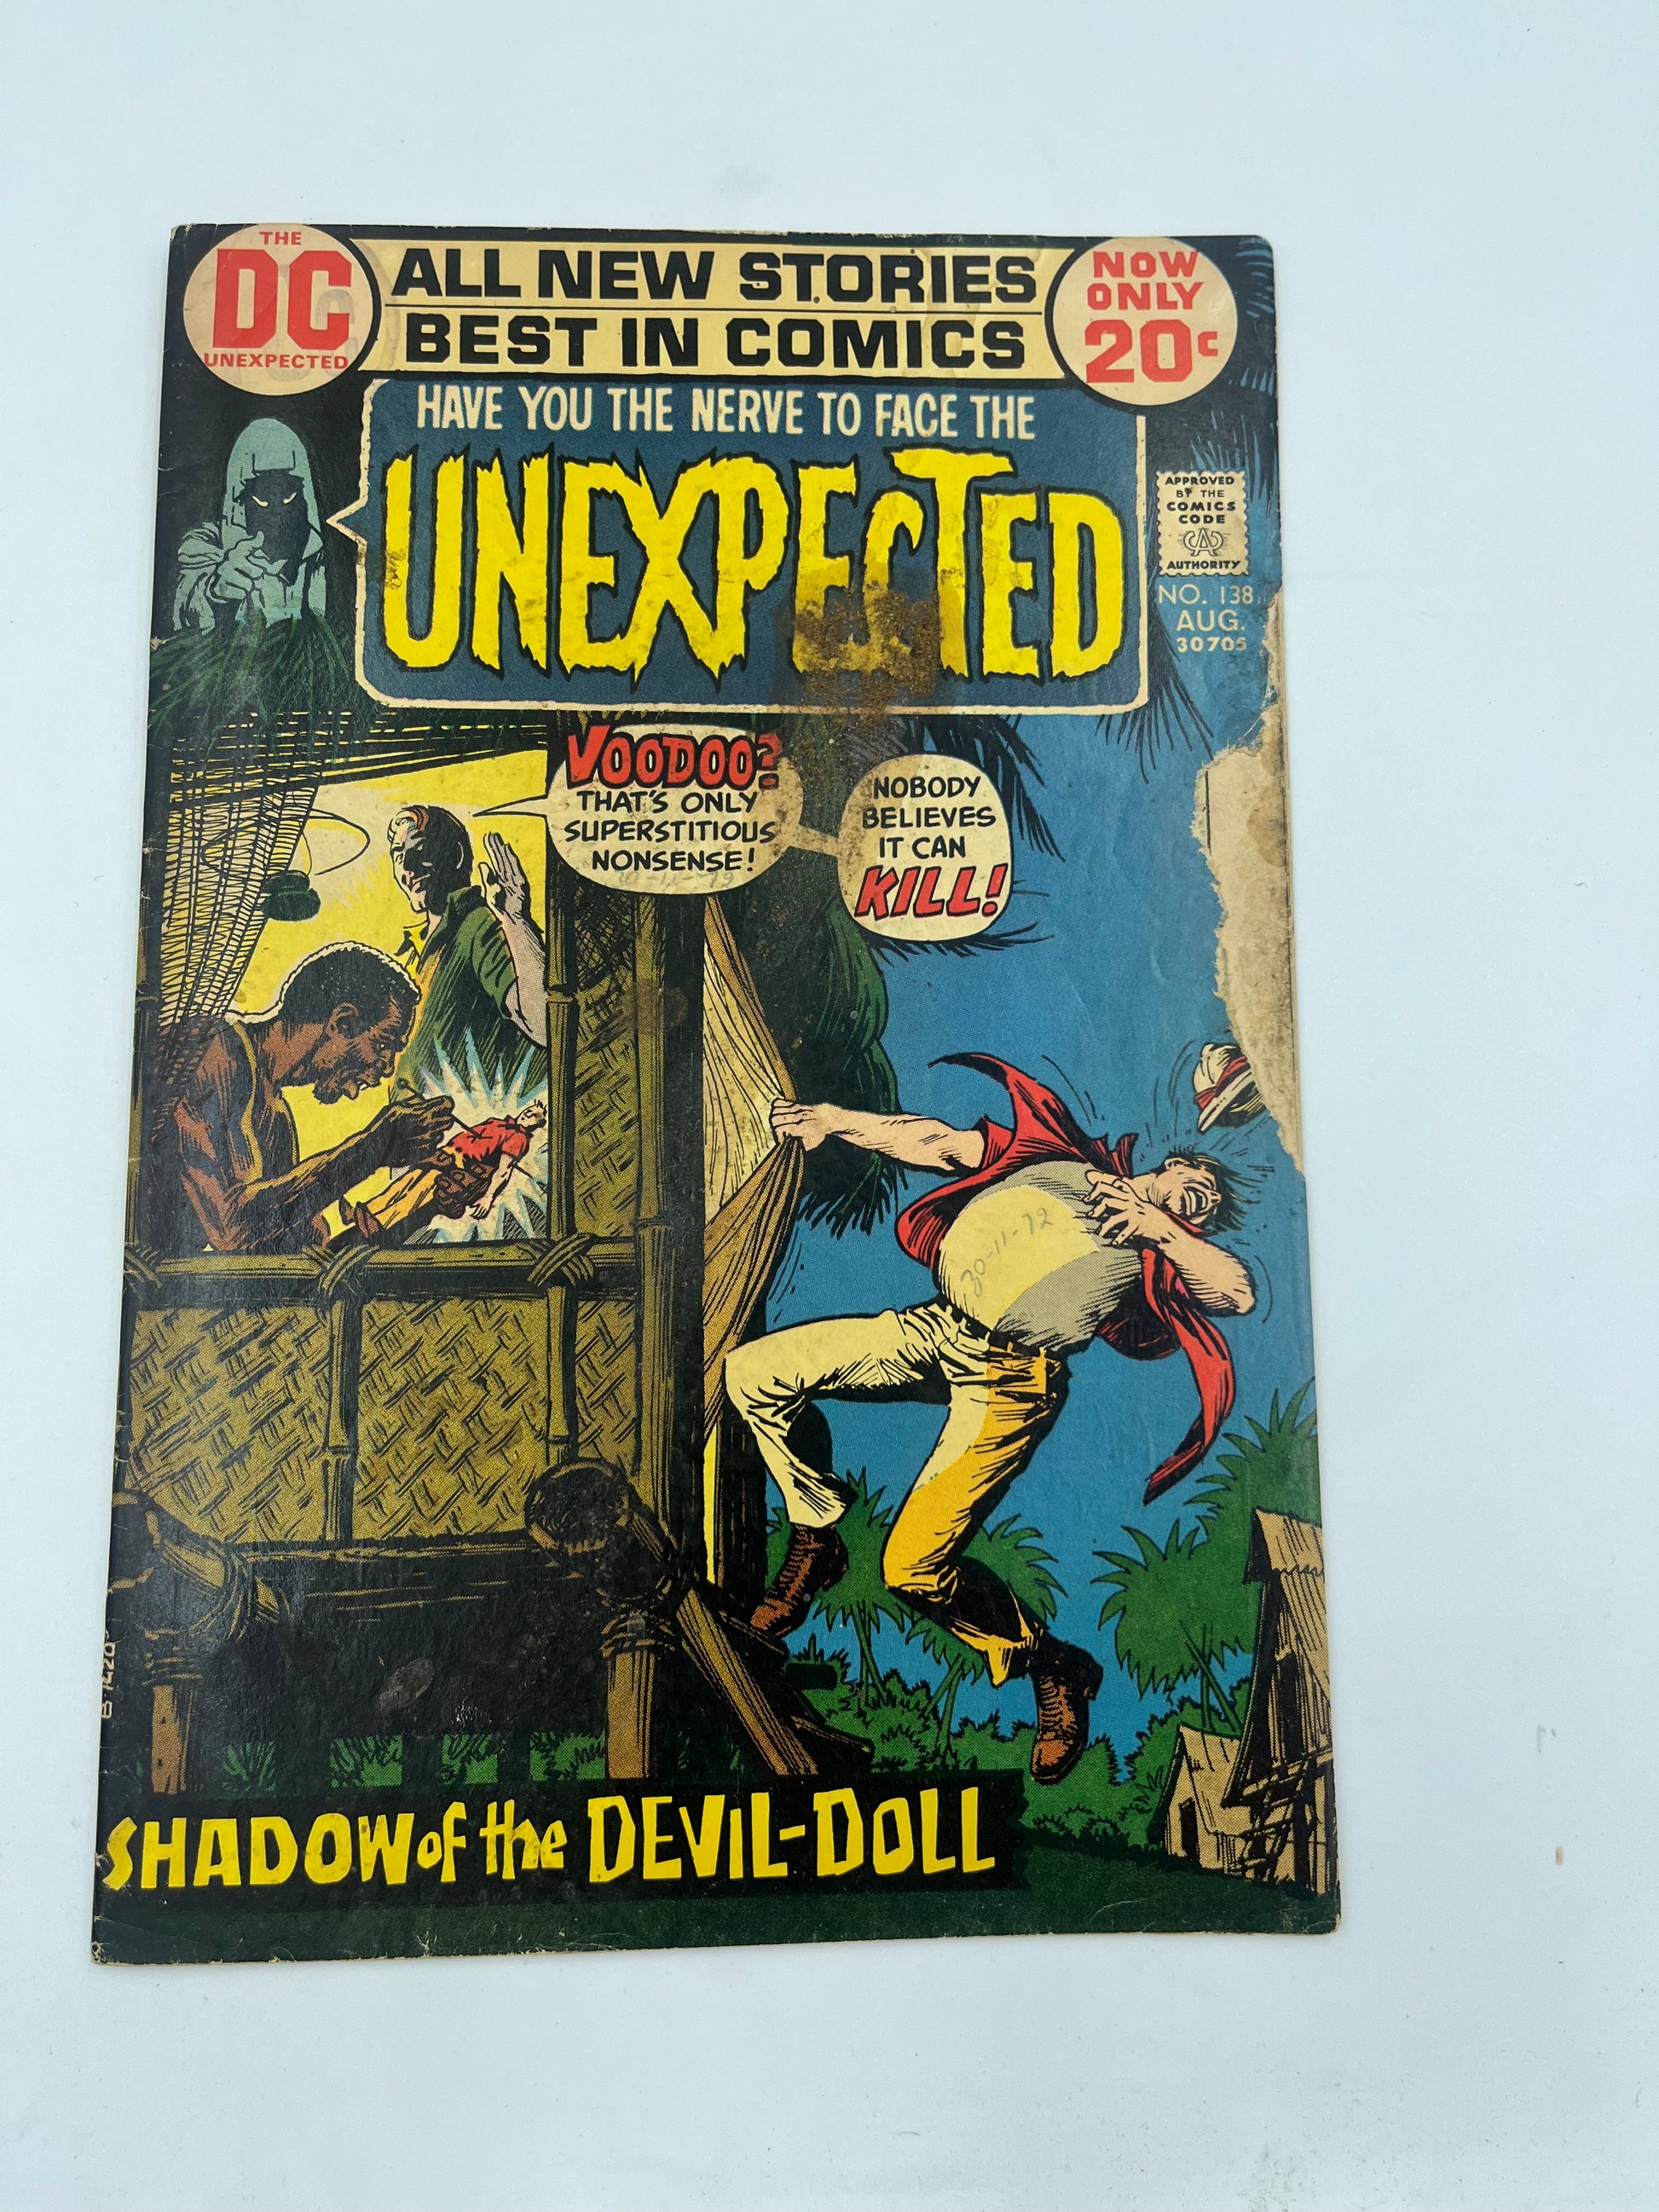 THE
DC
UNEXPECTED
ALL NEW STORIES
BEST IN COMICS
NOW
ONLY
20¢
HAVE YOU THE NERVE TO FACE THE
UNEXPECTED
APPROVED
BY THE
COMICS
CODE
CA
AUTHORITY
NO. 138
AUG.
30705
VOODOO?
THAT'S ONLY
SUPERSTITIOUS
NONSENSE!
NOBODY
BELIEVES
IT CAN
KILL!
30-11-72
SHADOW of the DEVIL-DOLL